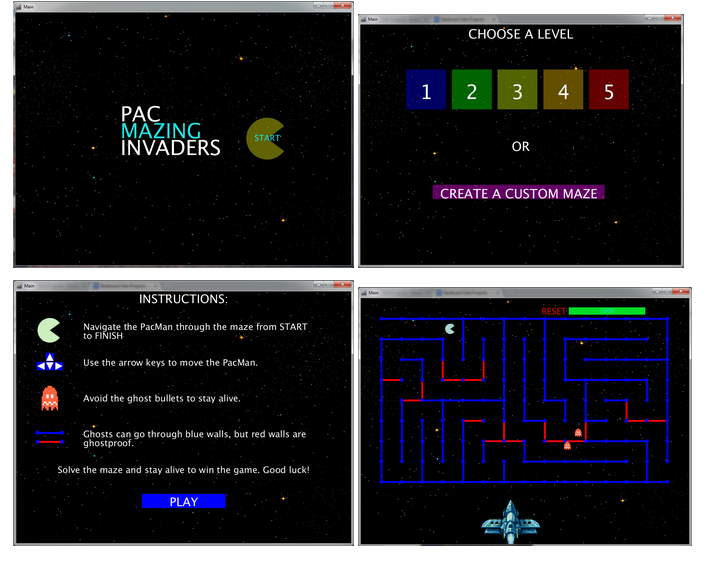 Main
PAC
MAZING
INVADERS
START
Main
CHOOSE A LEVEL
1 2 3 4 5
OR
CREATE A CUSTOM MAZE
Main
INSTRUCTIONS:
Navigate the PacMan through the maze from START
to FINISH
Use the arrow keys to move the PacMan.
Avoid the ghost bullets to stay alive.
Ghosts can go through blue walls, but red walls are
ghostproof.
Solve the maze and stay alive to win the game. Good luck!
PLAY
Main
RESET